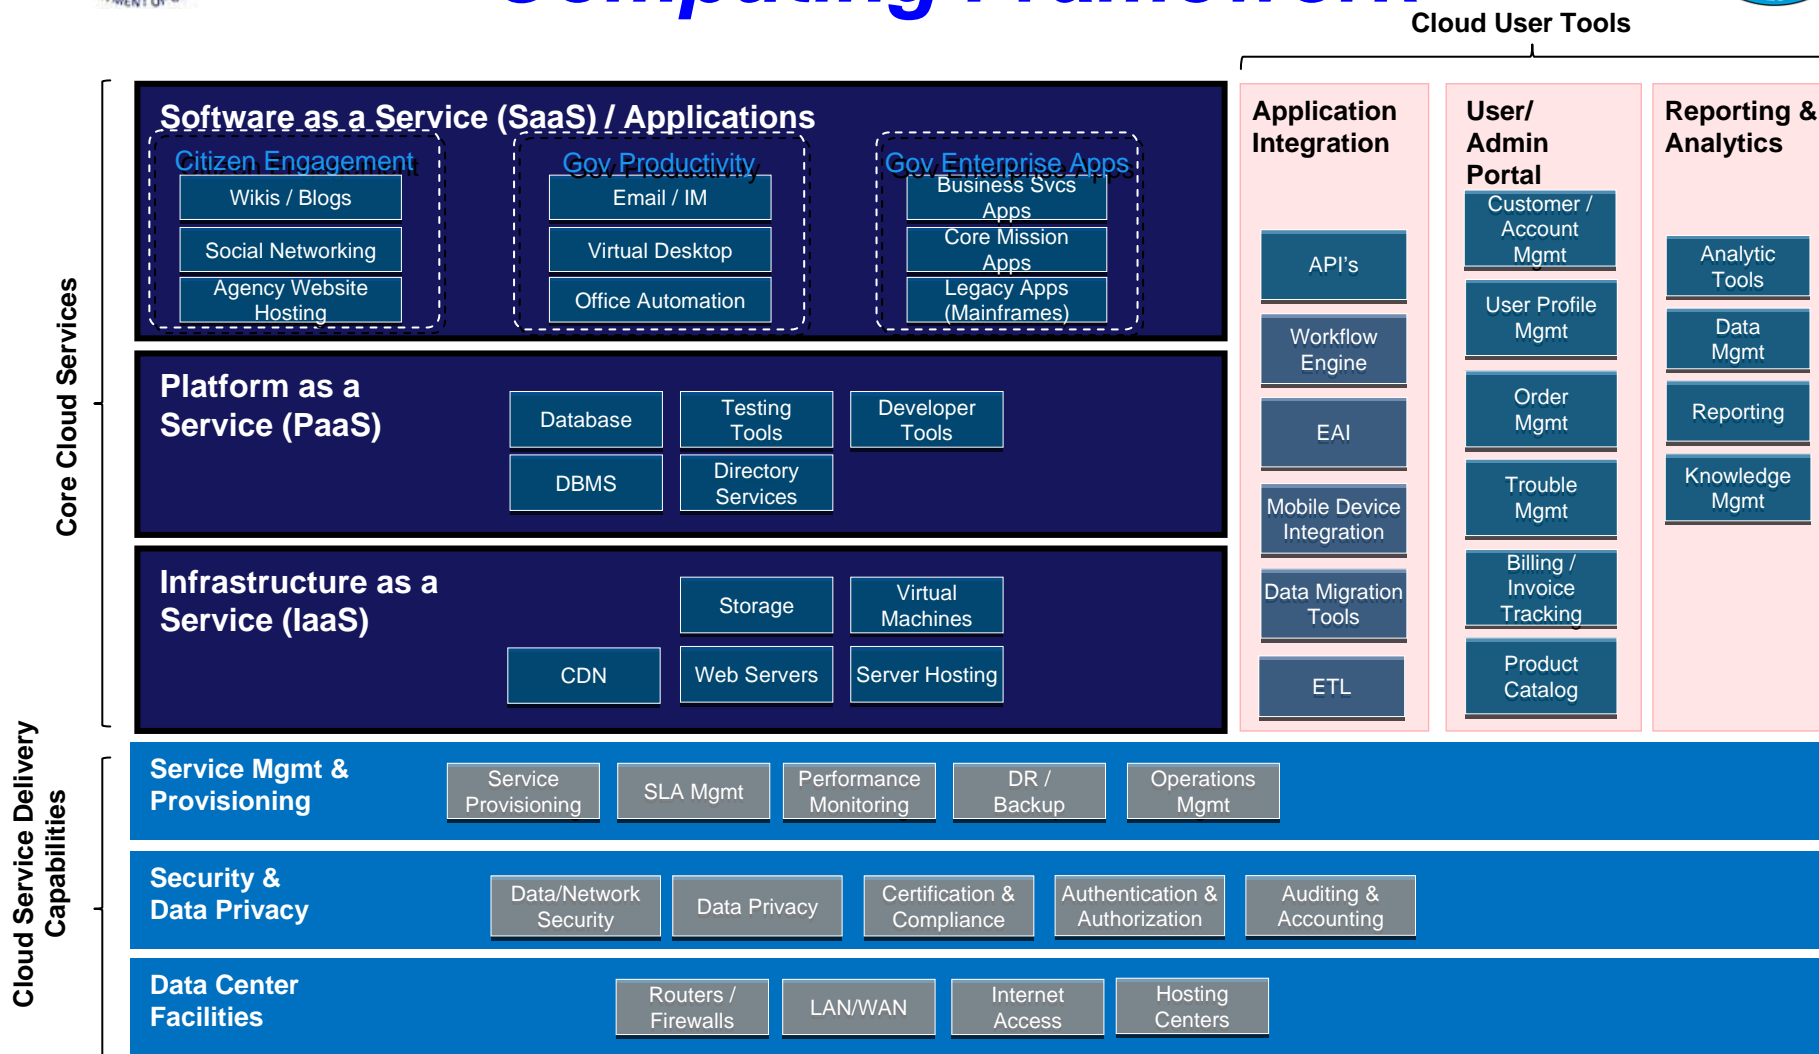 Computing Framework
Cloud User Tools
Core Cloud Services
Software as a Service (SaaS) / Applications
Citizen Engagement
Wikis / Blogs
Social Networking
Agency Website
Hosting
Gov Productivity
Email / IM
Virtual Desktop
Office Automation
Gov Enterprise Apps
Business Svcs
Apps
Core Mission
Apps
Legacy Apps
(Mainframes)
Platform as a
Service (PaaS)
Database
Testing
Tools
Developer
Tools
DBMS
Directory
Services
Infrastructure as a
Service (IaaS)
Storage
Virtual
Machines
CDN
Web Servers
Server Hosting
Application
Integration
API's
Workflow
Engine
EAI
Mobile Device
Integration
Data Migration
Tools
ETL
User/
Admin
Portal
Customer /
Account
Mgmt
User Profile
Mgmt
Order
Mgmt
Trouble
Mgmt
Billing /
Invoice
Tracking
Product
Catalog
Reporting &
Analytics
Analytic
Tools
Data
Mgmt
Reporting
Knowledge
Mgmt
Cloud Service Delivery
Capabilities
Service Mgmt &
Provisioning
Service
Provisioning
SLA Mgmt
Performance
Monitoring
DR /
Backup
Operations
Mgmt
Security &
Data Privacy
Data/Network
Security
Data Privacy
Certification &
Compliance
Authentication &
Authorization
Auditing &
Accounting
Data Center
Facilities
Routers /
Firewalls
LAN/WAN
Internet
Access
Hosting
Centers